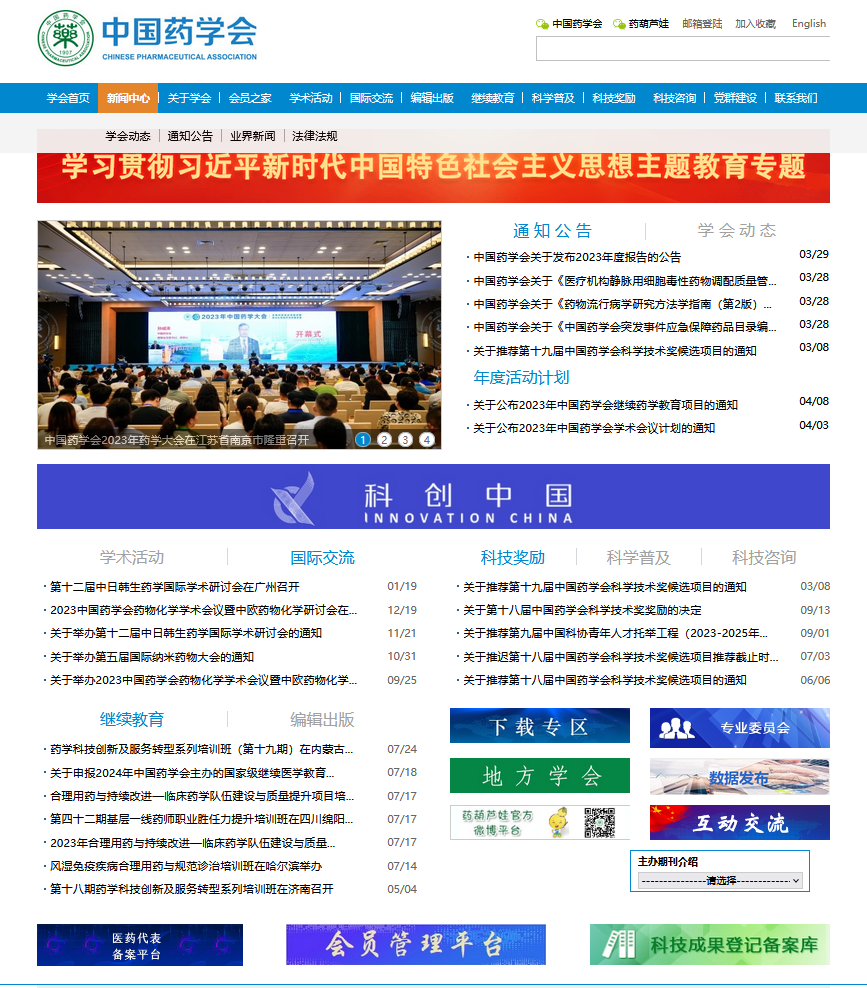 中国药学会
CHINESE PHARMACEUTICAL ASSOCIATION
1907
中国药学会 药葫芦娃 邮箱登陆 加入收藏 English
学会首页 新闻中心 关于学会 会员之家 学术活动 国际交流 编辑出版 继续教育 科学普及 科技奖励 科技咨询 党群建设 联系我们
学会动态 通知公告 业界新闻 法律法规
学习贯彻习近平新时代中国特色社会主义思想主题教育专题
2023年中国药学大会
开幕式
中国药学会2023年药学大会在江苏省南京市隆重召开 1 2 3 4
通知公告 学会动态
· 中国药学会关于发布2023年度报告的公告 03/29
· 中国药学会关于《医疗机构静脉用细胞毒性药物调配质量管... 03/28
· 中国药学会关于《药物流行病学研究方法学指南（第2版）... 03/28
· 中国药学会关于《中国药学会突发事件应急保障药品目录编... 03/28
· 关于推荐第十九届中国药学会科学技术奖候选项目的通知 03/08
年度活动计划
· 关于公布2023年中国药学会继续药学教育项目的通知 04/08
· 关于公布2023年中国药学会学术会议计划的通知 04/03
科创中国
INNOVATION CHINA
学术活动 国际交流
· 第十二届中日韩生药学国际学术研讨会在广州召开 01/19
· 2023中国药学会药物化学学术会议暨中欧药物化学研讨会在... 12/19
· 关于举办第十二届中日韩生药学国际学术研讨会的通知 11/21
· 关于举办第五届国际纳米药物大会的通知 10/31
· 关于举办2023中国药学会药物化学学术会议暨中欧药物化学... 09/25
科技奖励 科学普及 科技咨询
· 关于推荐第十九届中国药学会科学技术奖候选项目的通知 03/08
· 关于第十八届中国药学会科学技术奖奖励的决定 09/13
· 关于推荐第九届中国科协青年人才托举工程（2023-2025年... 09/01
· 关于推迟第十八届中国药学会科学技术奖候选项目推荐截止时... 07/03
· 关于推荐第十八届中国药学会科学技术奖候选项目的通知 06/06
继续教育 编辑出版
· 药学科技创新及服务转型系列培训班（第十九期）在内蒙古... 07/24
· 关于申报2024年中国药学会主办的国家级继续医学教育... 07/18
· 合理用药与持续改进—临床药学队伍建设与质量提升项目培... 07/17
· 第四十二期基层一线药师职业胜任力提升培训班在四川绵阳... 07/17
· 2023年合理用药与持续改进—临床药学队伍建设与质量... 07/17
· 风湿免疫疾病合理用药与规范诊治培训班在哈尔滨举办 07/14
· 第十八期药学科技创新及服务转型系列培训班在济南召开 05/04
下载专区
专业委员会
地方学会
数据发布
药葫芦娃官方
微博平台
互动交流
主办期刊介绍
----------------请选择----------------
医药代表
备案平台
会员管理平台
科技成果登记备案库